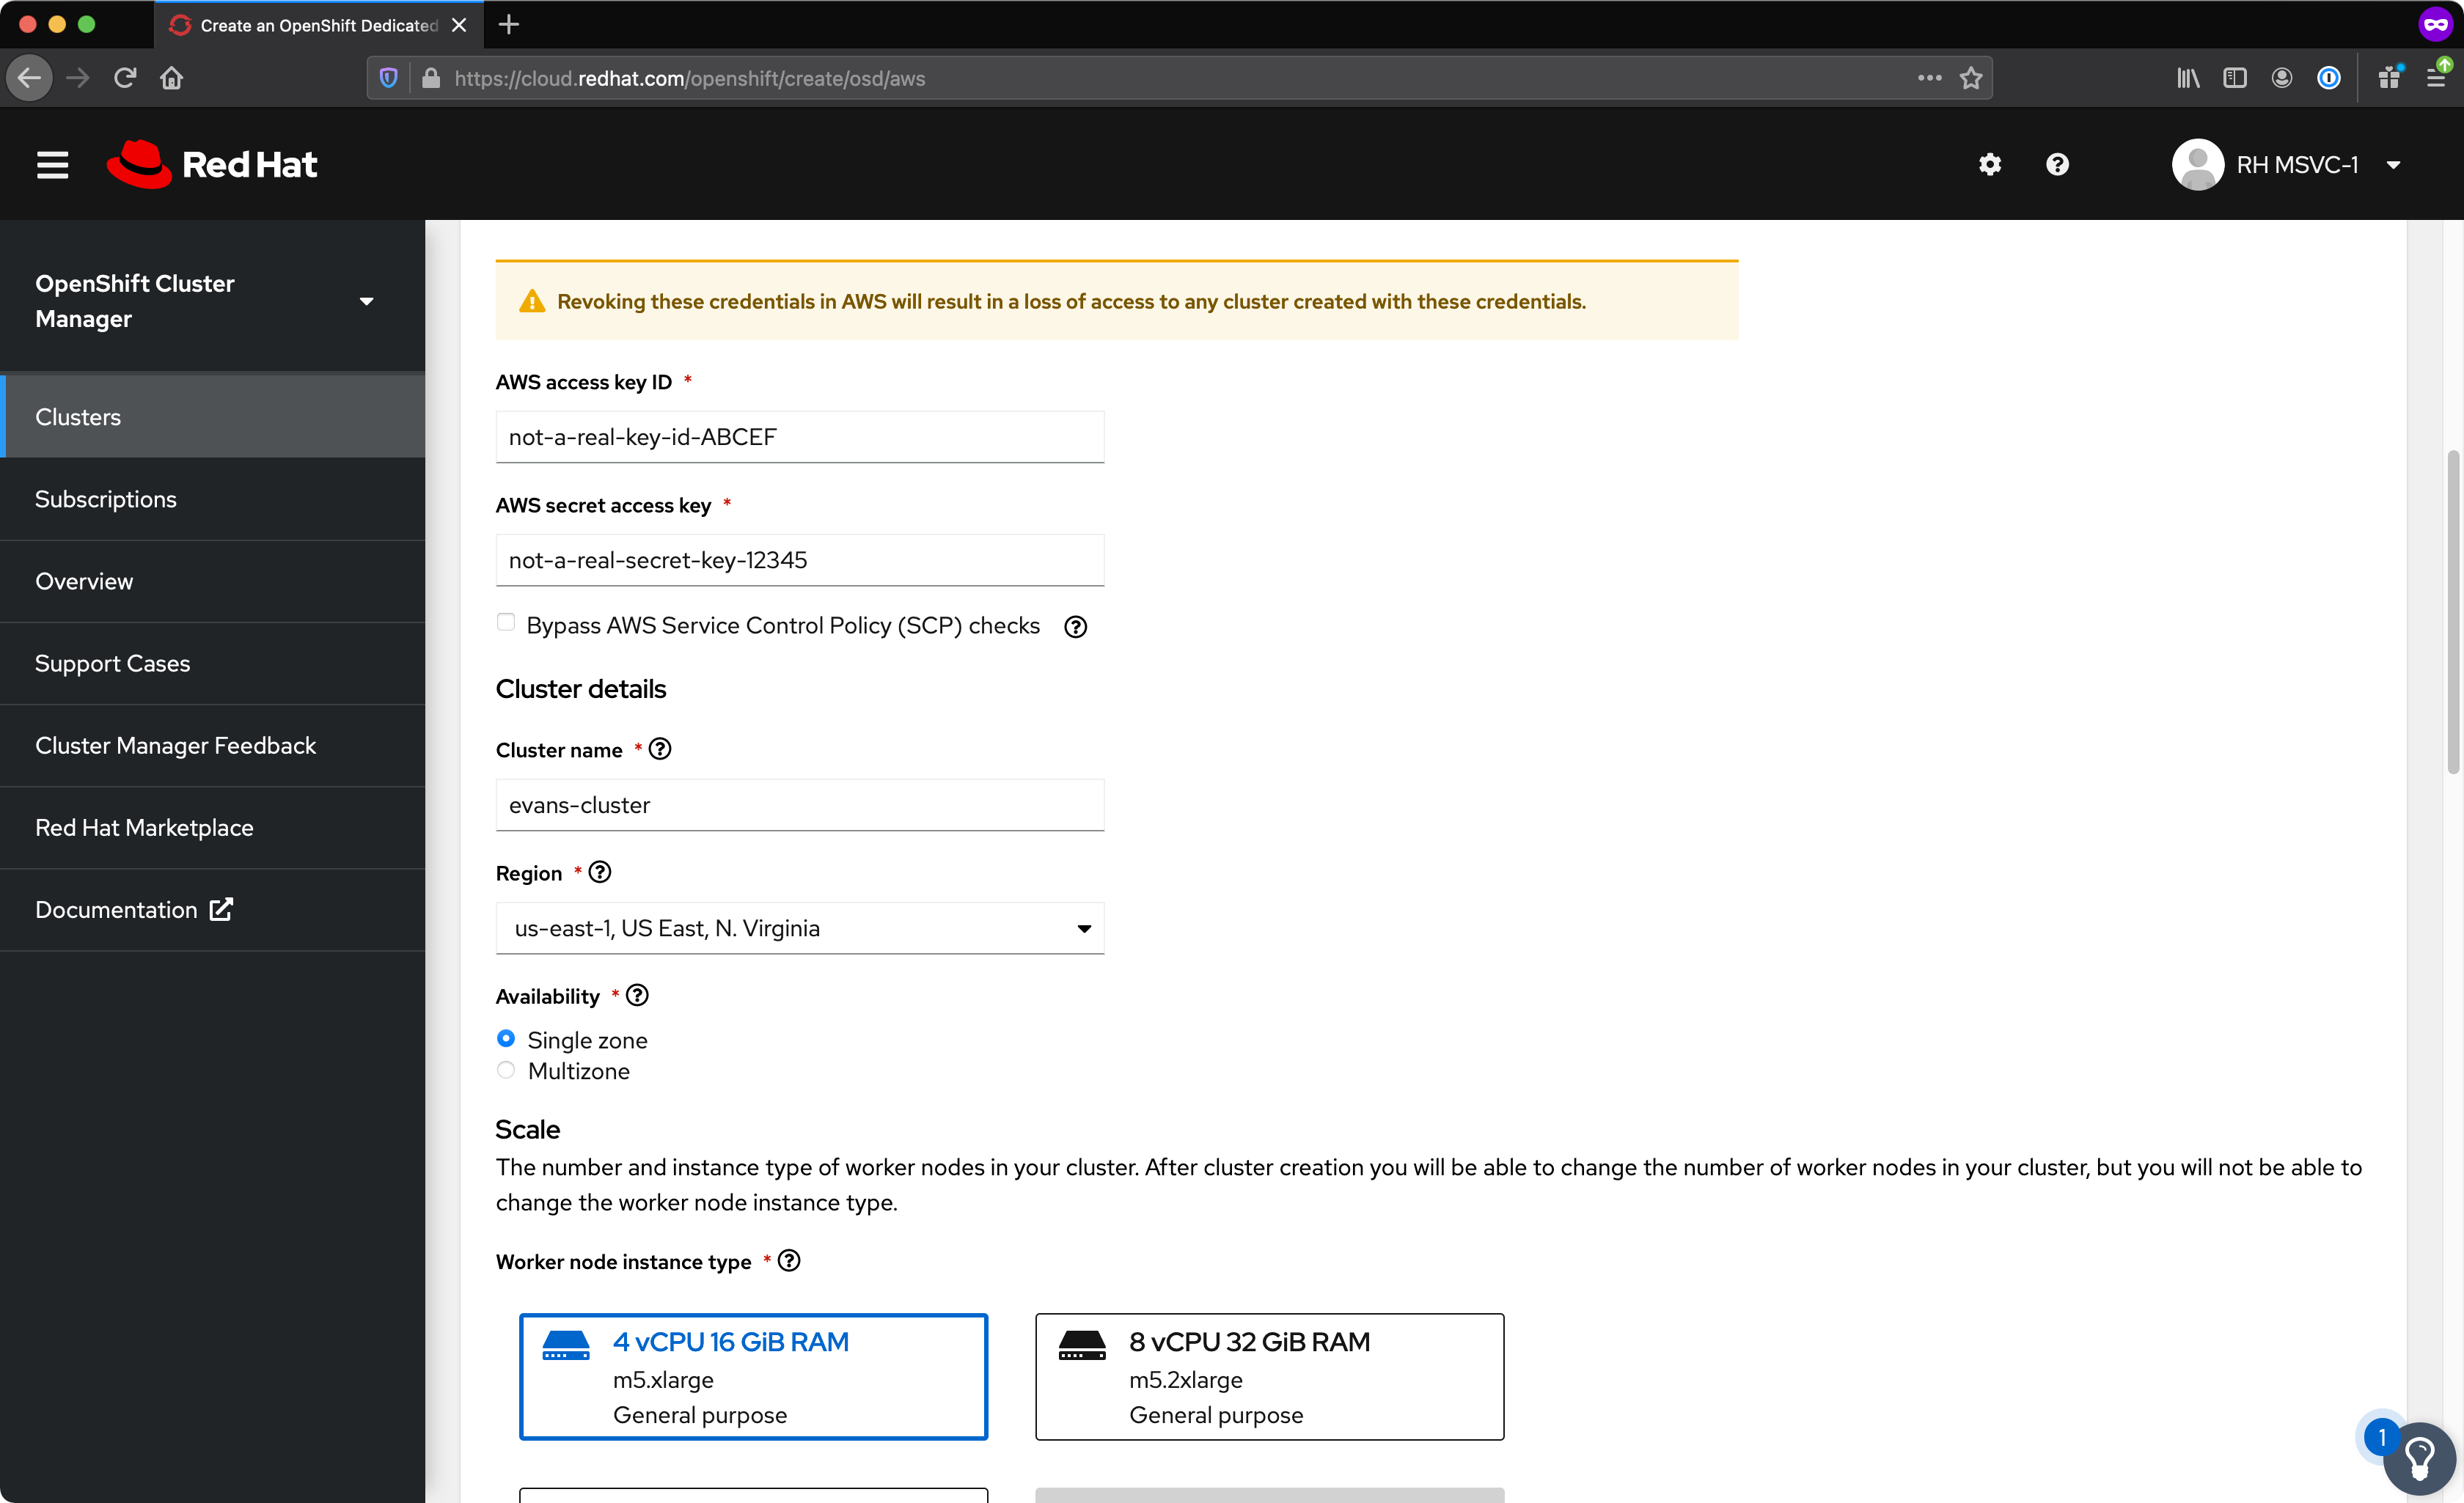 Create an OpenShift Dedicated
https://cloud.redhat.com/openshift/create/osd/aws
Red Hat
RH MSVC-1
OpenShift Cluster
Manager
Clusters
Subscriptions
Overview
Support Cases
Cluster Manager Feedback
Red Hat Marketplace
Documentation
Revoking these credentials in AWS will result in a loss of access to any cluster created with these credentials.
AWS access key ID *
not-a-real-key-id-ABCEF
AWS secret access key *
not-a-real-secret-key-12345
Bypass AWS Service Control Policy (SCP) checks
Cluster details
Cluster name *
evans-cluster
Region *
us-east-1, US East, N. Virginia
Availability *
Single zone
Multizone
Scale
The number and instance type of worker nodes in your cluster. After cluster creation you will be able to change the number of worker nodes in your cluster, but you will not be able to
change the worker node instance type.
Worker node instance type *
4 vCPU 16 GiB RAM
m5.xlarge
General purpose
8 vCPU 32 GiB RAM
m5.2xlarge
General purpose
1